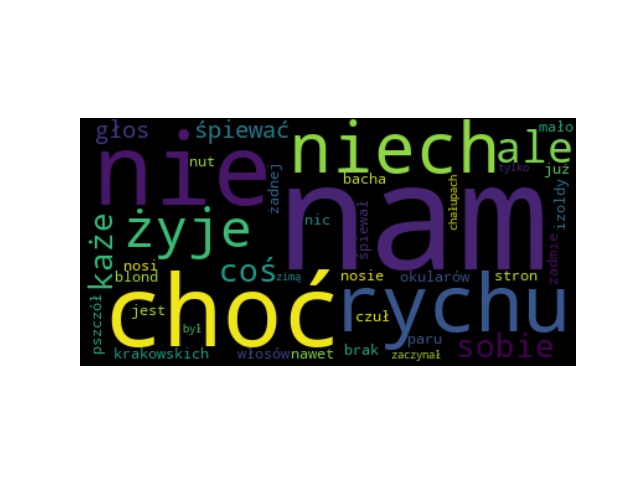 głos śpiewać niech ale mało
nie nut bacha tylko już
żadnej nam chałupach izoldy
każe żyje nic śpiewał zadmie
nosi blond coś zimą nosie okularów stron
pszczół choć jest był rychu czuł
krakowskich włosów nawet brak paru zaczynał sobie